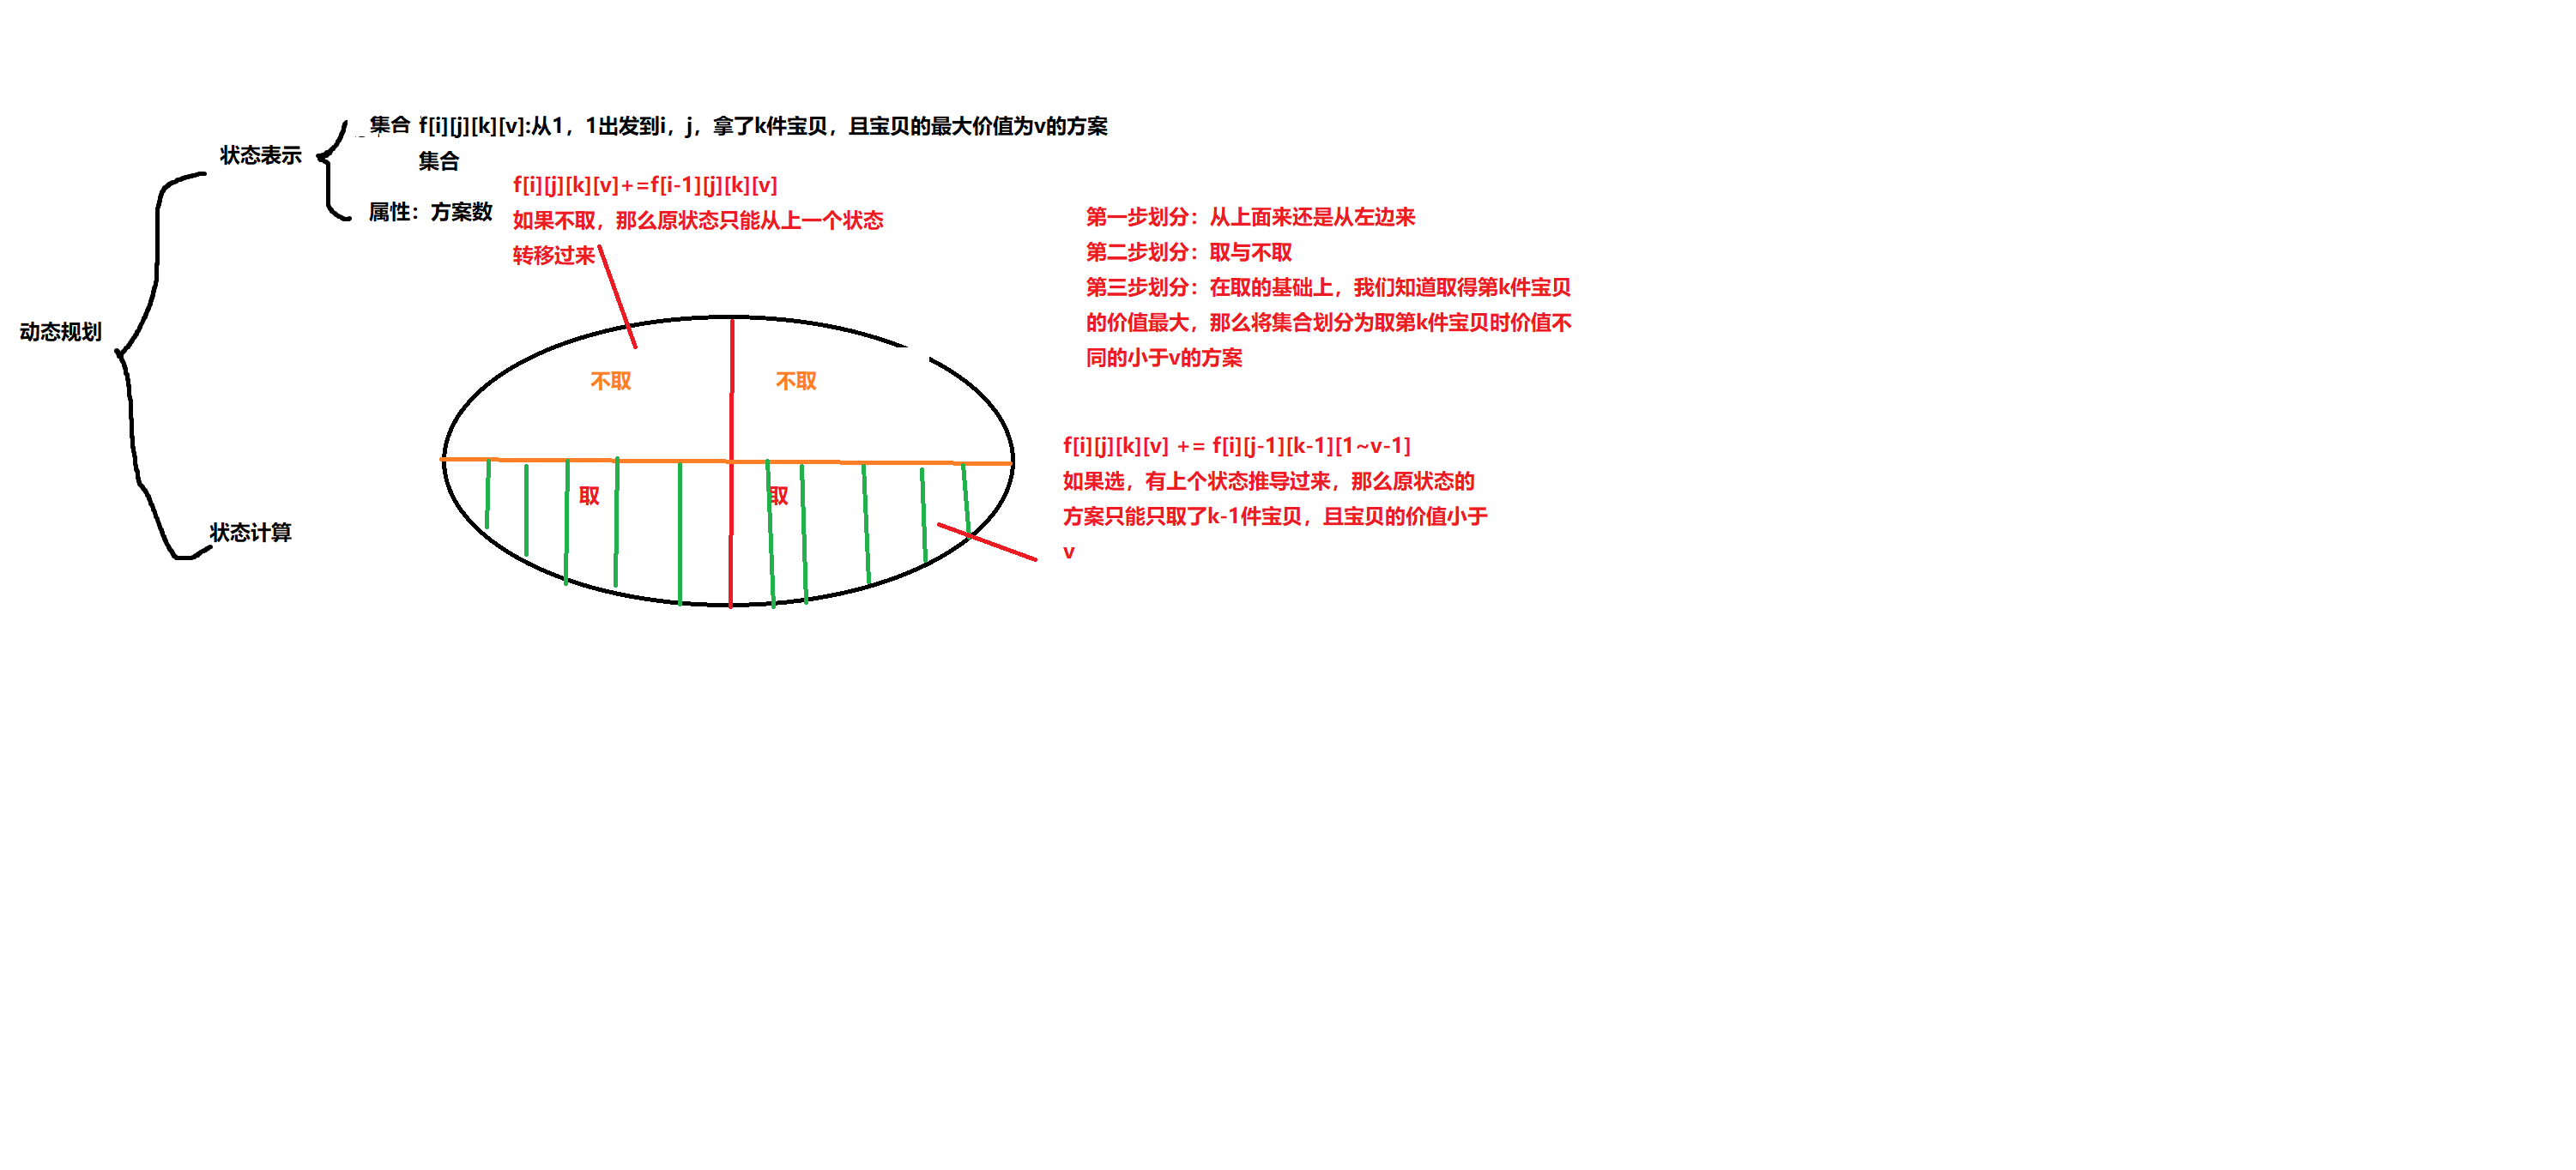 集合 f[i][j][k][v]:从1，1出发到i，j，拿了k件宝贝，且宝贝的最大价值为v的方案
集合
状态表示
属性：方案数
f[i][j][k][v]+=f[i-1][j][k][v]
如果不取，那么原状态只能从上一个状态
转移过来
第一步划分：从上面来还是从左边来
第二步划分：取与不取
第三步划分：在取的基础上，我们知道取得第k件宝贝
的价值最大，那么将集合划分为取第k件宝贝时价值不
同的小于v的方案
动态规划
不取
不取
取
取
f[i][j][k][v] += f[i][j-1][k-1][1~v-1]
如果选，有上个状态推导过来，那么原状态的
方案只能只取了k-1件宝贝，且宝贝的价值小于
v
状态计算